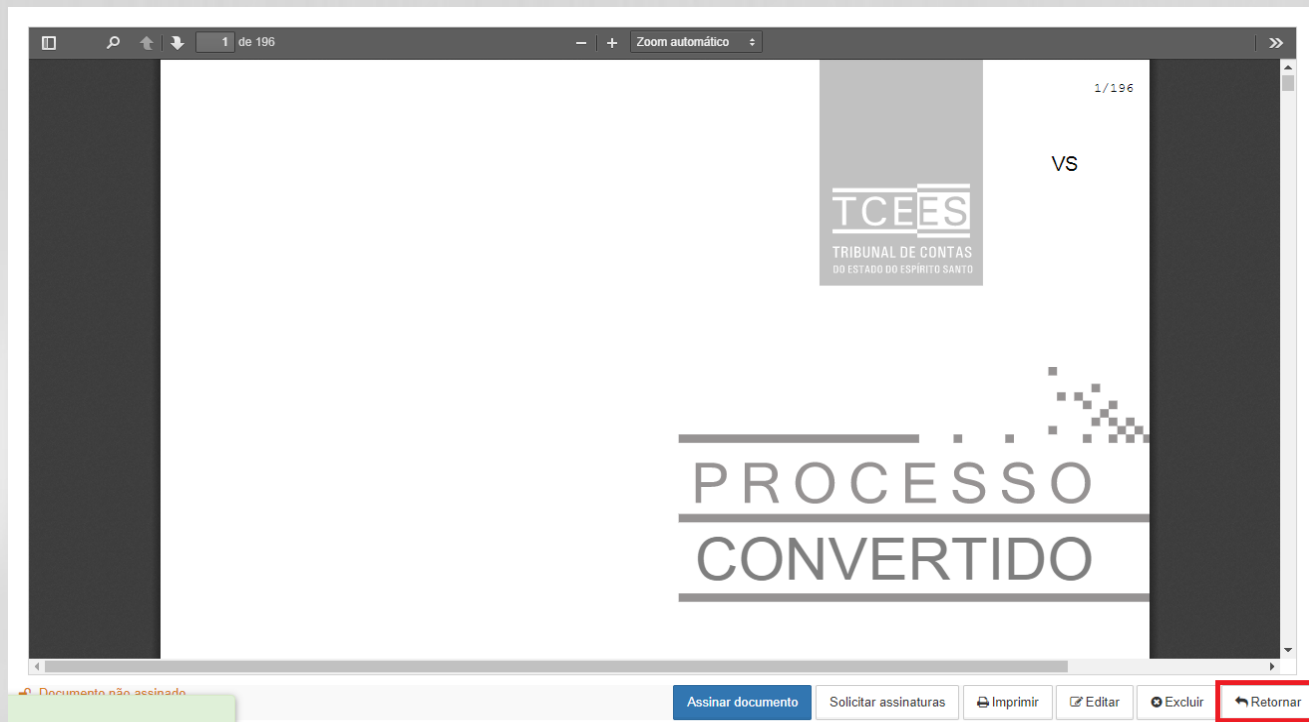 1 de 196
Zoom automático
1/196
VS
TCEES
TRIBUNAL DE CONTAS
DO ESTADO DO ESPÍRITO SANTO
PROCESSO
CONVERTIDO
Documento não assinado
Assinar documento Solicitar assinaturas Imprimir Editar Excluir Retornar